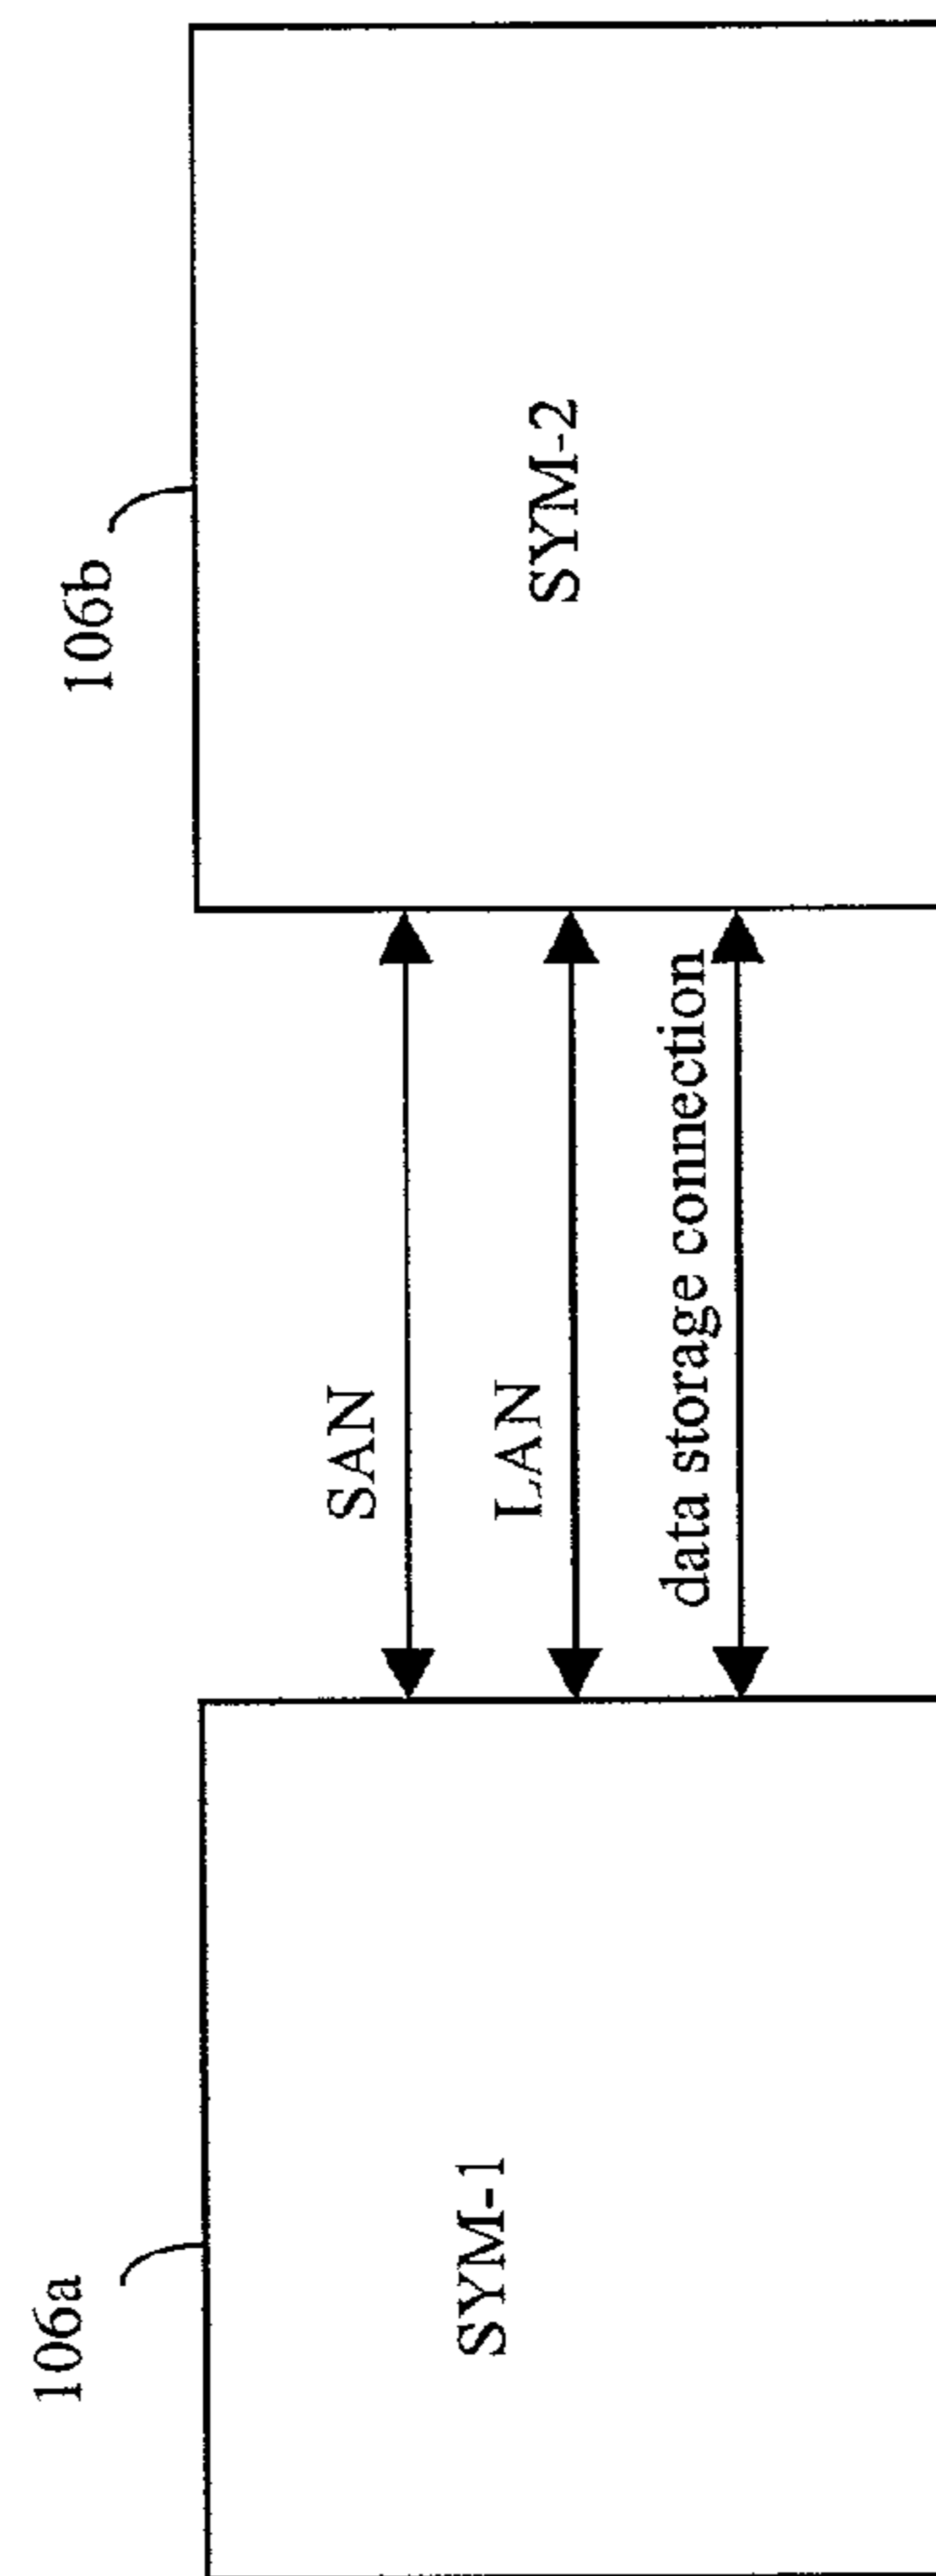 106a
106b
SAN
SYM-1
LAN
SYM-2
data storage connection